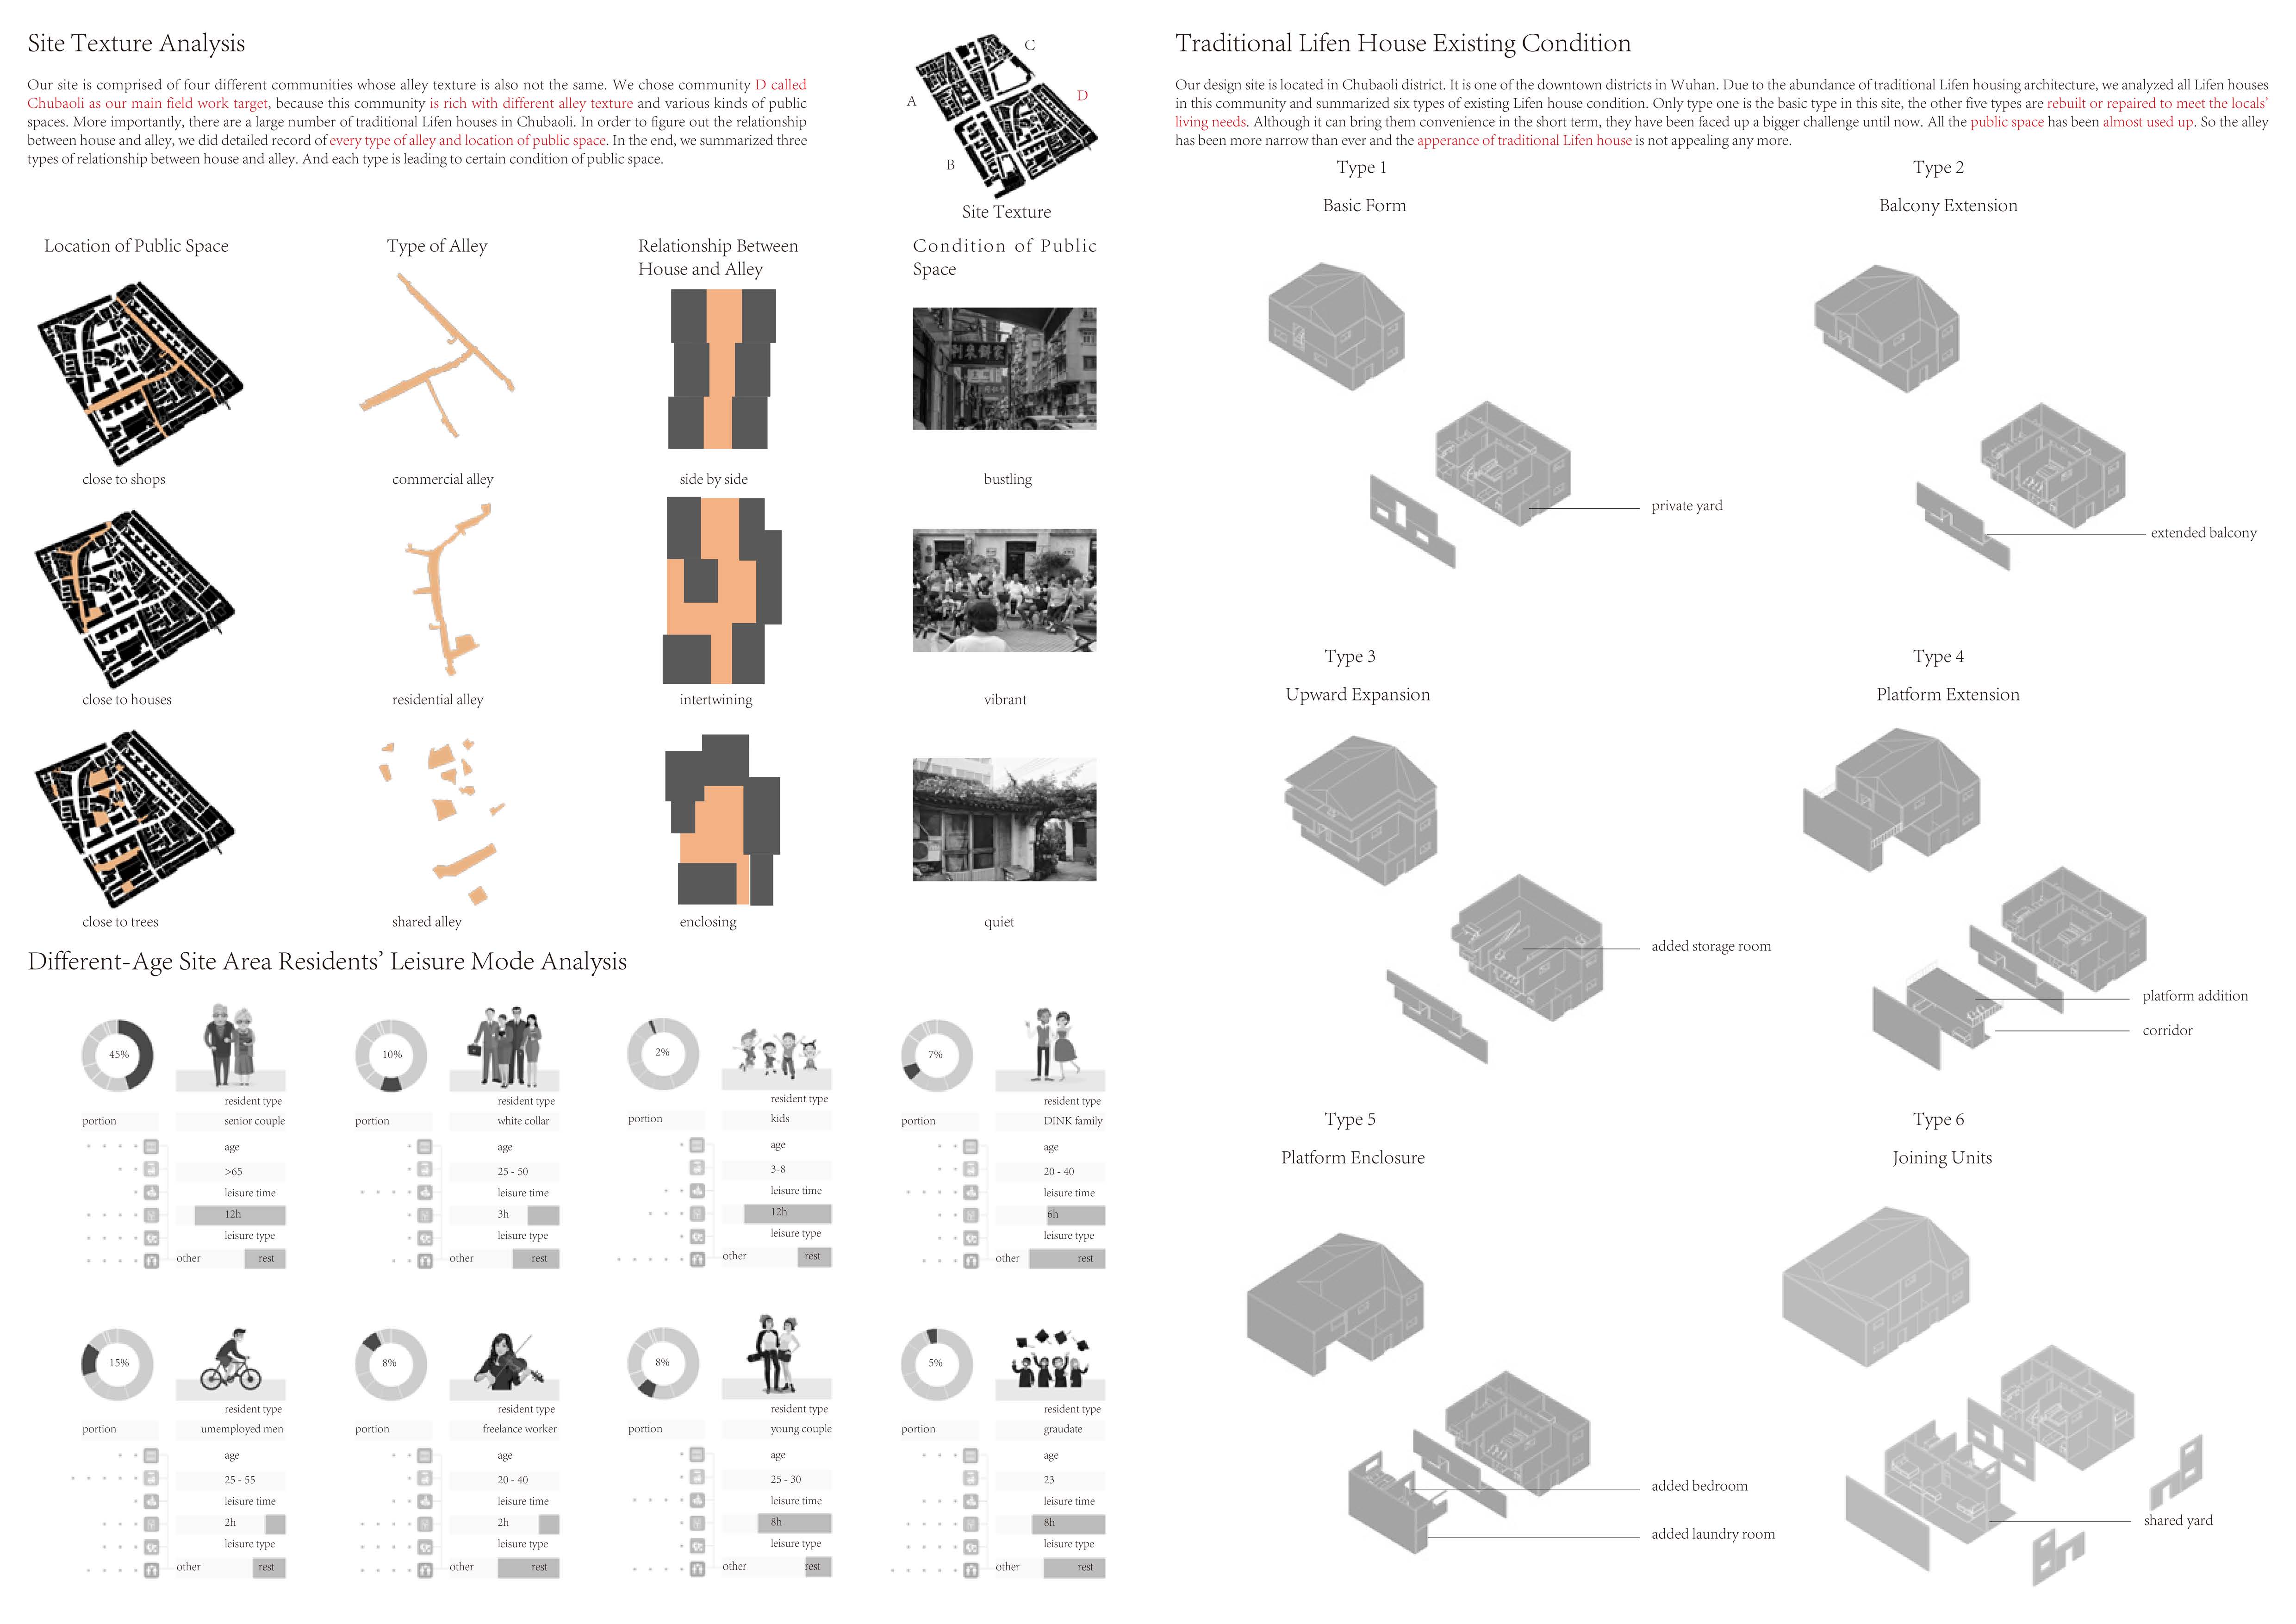 Site Texture Analysis
Our site is comprised of four different communities whose alley texture is also not the same. We chose community D called
Chubaoli as our main field work target, because this community is rich with different alley texture and various kinds of public
spaces. More importantly, there are a large number of traditional Lifen houses in Chubaoli. In order to figure out the relationship
between house and alley, we did detailed record of every type of alley and location of public space. In the end, we summarized three
types of relationship between house and alley. And each type is leading to certain condition of public space.
C
A
D
B
Site Texture
Location of Public Space
Type of Alley
Relationship Between
House and Alley
Condition of Public
Space
close to shops
commercial alley
side by side
bustling
close to houses
residential alley
intertwining
vibrant
close to trees
shared alley
enclosing
quiet
Different-Age Site Area Residents' Leisure Mode Analysis
45%
resident type
portion
senior couple
age
>65
leisure time
12h
leisure type
other
rest
10%
resident type
portion
white collar
age
25 - 50
leisure time
3h
leisure type
other
rest
2%
resident type
portion
kids
age
3-8
leisure time
12h
leisure type
other
rest
7%
resident type
portion
DINK family
age
20 - 40
leisure time
6h
leisure type
other
rest
15%
resident type
portion
umemployed men
age
25 - 55
leisure time
2h
leisure type
other
rest
8%
resident type
portion
freelance worker
age
20 - 40
leisure time
2h
leisure type
other
rest
8%
resident type
portion
young couple
age
25 - 30
leisure time
8h
leisure type
other
rest
5%
resident type
portion
graudate
age
23
leisure time
8h
leisure type
other
rest
Traditional Lifen House Existing Condition
Our design site is located in Chubaoli district. It is one of the downtown districts in Wuhan. Due to the abundance of traditional Lifen housing architecture, we analyzed all Lifen houses
in this community and summarized six types of existing Lifen house condition. Only type one is the basic type in this site, the other five types are rebuilt or repaired to meet the locals'
living needs. Although it can bring them convenience in the short term, they have been faced up a bigger challenge until now. All the public space has been almost used up. So the alley
has been more narrow than ever and the apperance of traditional Lifen house is not appealing any more.
Type 1
Basic Form
private yard
Type 2
Balcony Extension
extended balcony
Type 3
Upward Expansion
added storage room
Type 4
Platform Extension
platform addition
corridor
Type 5
Platform Enclosure
added bedroom
added laundry room
Type 6
Joining Units
shared yard